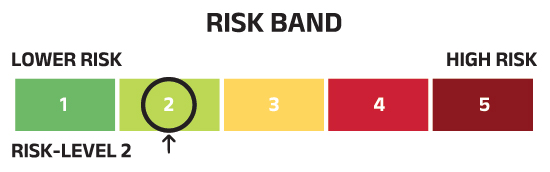 RISK BAND
LOWER RISK HIGH RISK
1 2 3 4 5
RISK-LEVEL 2